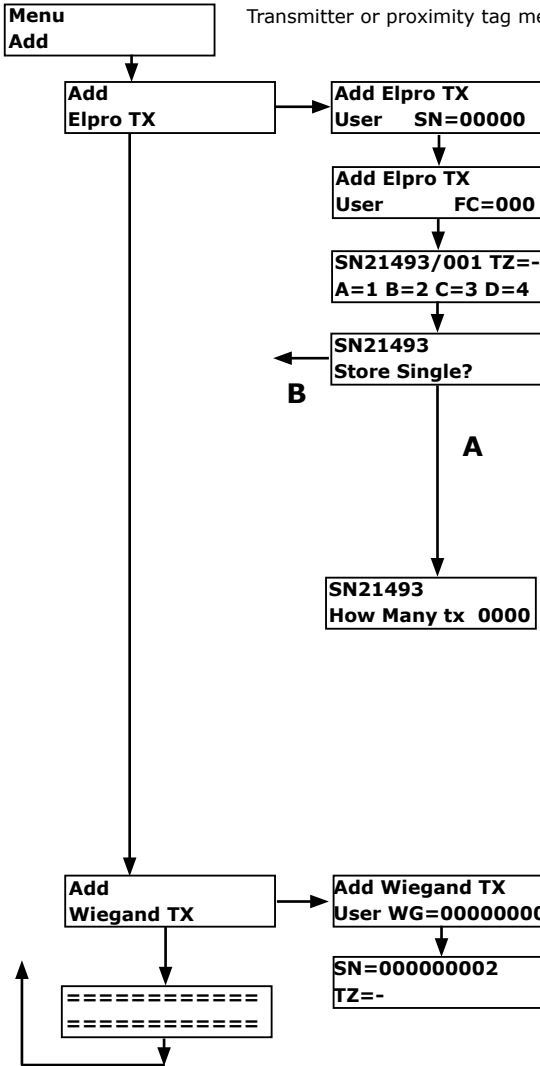 Menu
Add
Transmitter or proximity tag me
Add
Elpro TX
Add Elpro TX
User SN=00000
Add Elpro TX
User FC=000
SN21493/001 TZ=-
A=1 B=2 C=3 D=4
SN21493
Store Single?
B
A
SN21493
How Many tx 0000
Add
Wiegand TX
Add Wiegand TX
User WG=00000000
SN=000000002
TZ=-
============
============